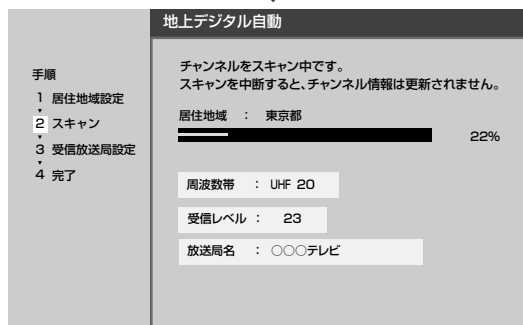 地上デジタル自動
手順
1 居住地域設定
2 スキャン
3 受信放送局設定
4 完了
チャンネルをスキャン中です。
スキャンを中断すると、チャンネル情報は更新されません。
居住地域 : 東京都
22%
周波数帯 : UHF 20
受信レベル : 23
放送局名 : ○○○テレビ